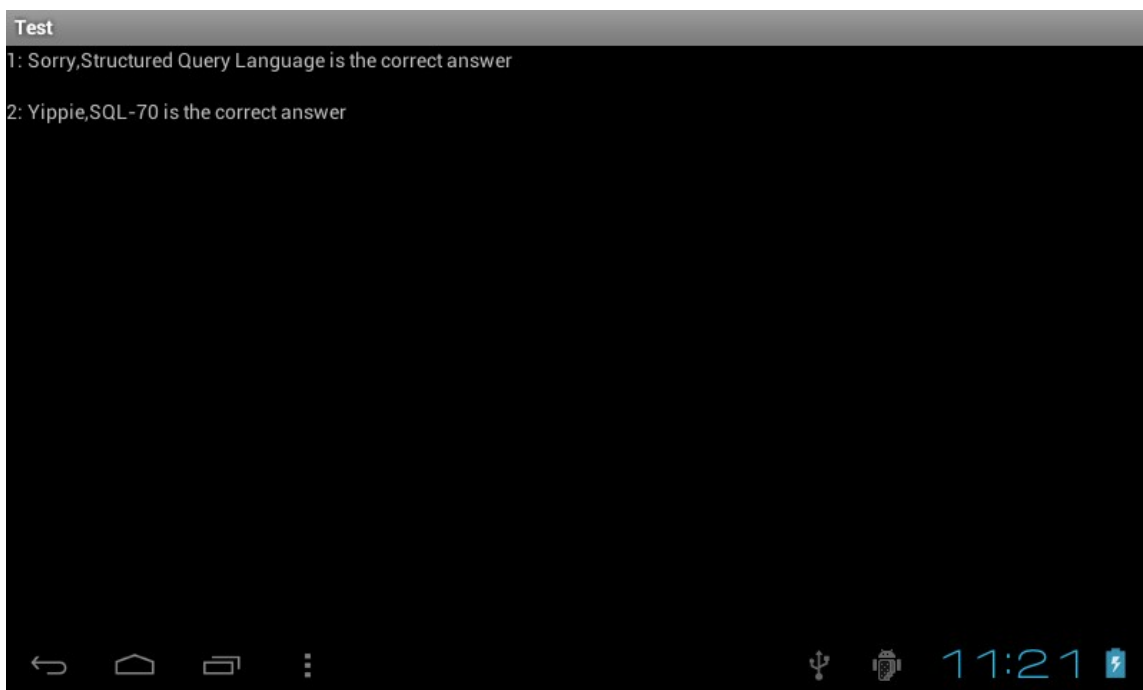 Test
1: Sorry,Structured Query Language is the correct answer
2: Yippie,SQL-70 is the correct answer
11:21